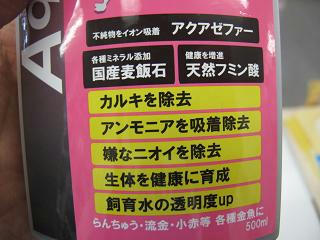 Aq
不純物をイオン吸着 アクアゼファー
各種ミネラル添加 健康を増進
国産麦飯石 天然フミン酸
カルキを除去
アンモニアを吸着除去
嫌なニオイを除去
生体を健康に育成
飼育水の透明度up
らんちゅう・流金・小赤等 各種金魚に
500ml